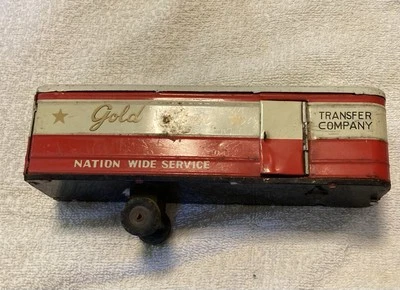 Gold
TRANSFER
COMPANY
NATION WIDE SERVICE